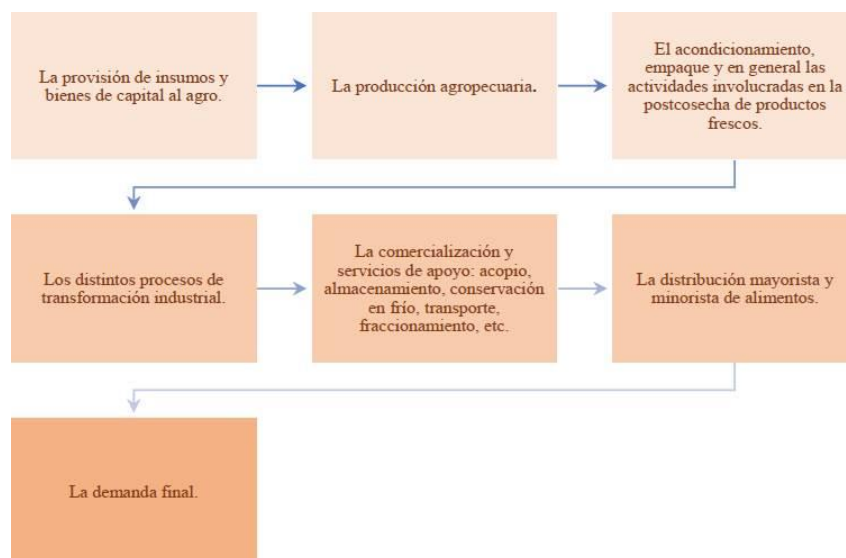 La provisión de insumos y
bienes de capital al agro.
La producción agropecuaria.
El acondicionamiento,
empaque y en general las
actividades involucradas en la
postcosecha de productos
frescos.
Los distintos procesos de
transformación industrial.
La comercialización y
servicios de apoyo: acopio,
almacenamiento, conservación
en frío, transporte,
fraccionamiento, etc.
La distribución mayorista y
minorista de alimentos.
La demanda final.